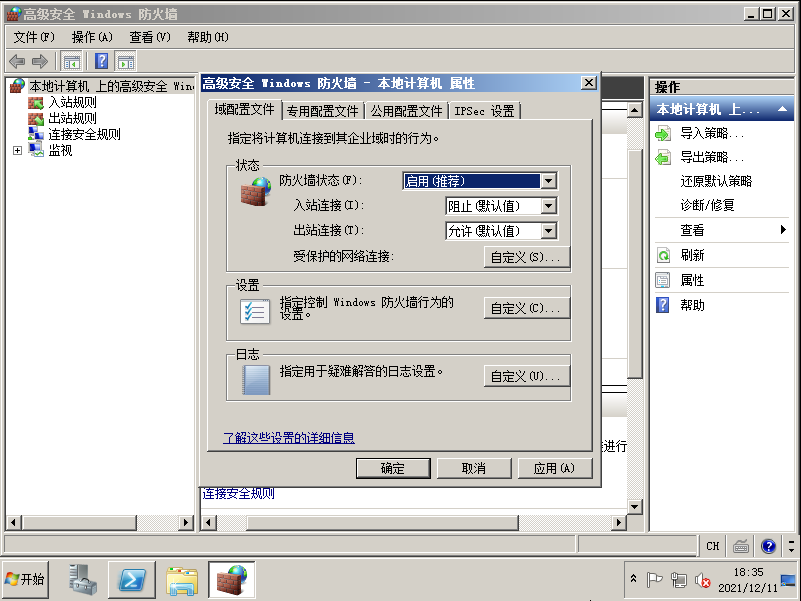 高级安全 Windows 防火墙
文件(F) 操作(A) 查看(V) 帮助(H)
本地计算机 上的高级安全 Win
入站规则
出站规则
连接安全规则
监视
高级安全 Windows 防火墙 - 本地计算机 属性
域配置文件 专用配置文件 公用配置文件 IPSec 设置
指定将计算机连接到其企业域时的行为。
状态
防火墙状态(F): 启用(推荐)
入站连接(I): 阻止(默认值)
出站连接(T): 允许(默认值)
受保护的网络连接: 自定义(S)...
设置
指定控制 Windows 防火墙行为的
设置。
自定义(C)...
日志
指定用于疑难解答的日志设置。
自定义(U)...
了解这些设置的详细信息
确定 取消 应用(A)
进行
连接安全规则
操作
本地计算机 上...
导入策略...
导出策略...
还原默认策略
诊断/修复
查看
刷新
属性
帮助
CH
开始
18:35
2021/12/11